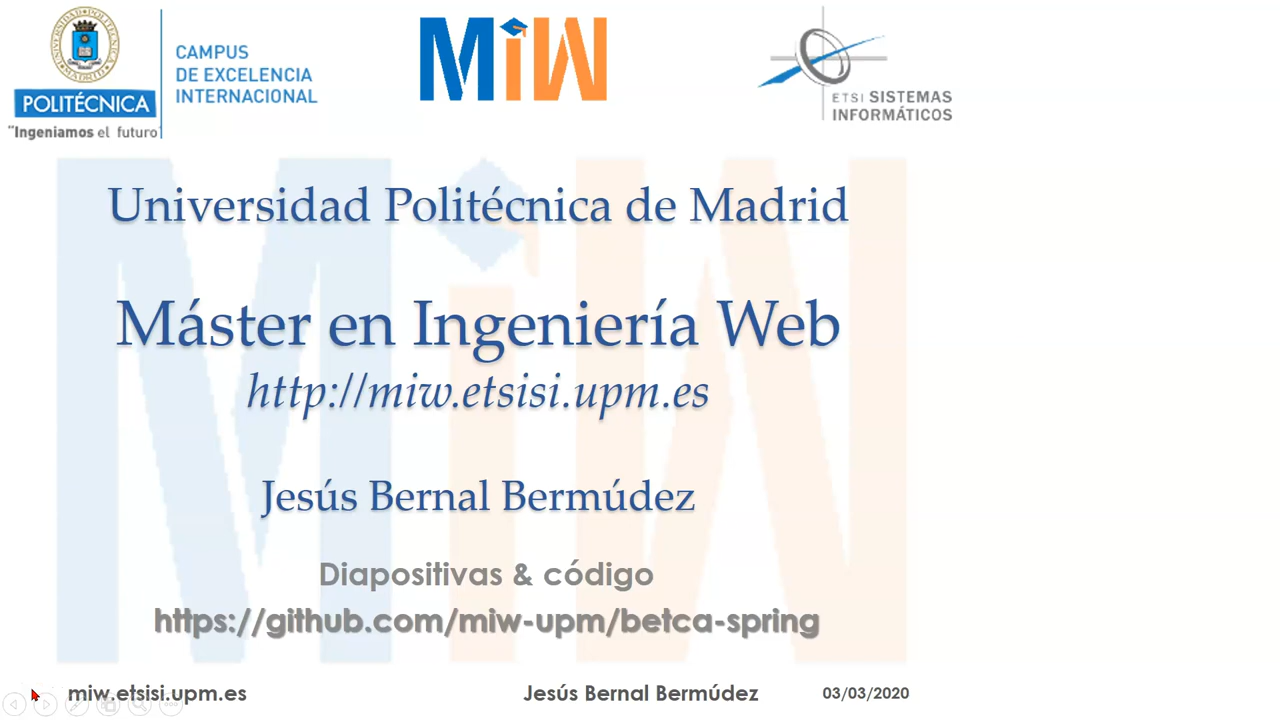 POLITÉCNICA
"Ingeniamos el futuro"
CAMPUS
DE EXCELENCIA
INTERNACIONAL
MiW
ETSI SISTEMAS
INFORMÁTICOS
Universidad Politécnica de Madrid
Máster en Ingeniería Web
http://miw.etsisi.upm.es
Jesús Bernal Bermúdez
Diapositivas & código
https://github.com/miw-upm/betca-spring
miw.etsisi.upm.es
Jesús Bernal Bermúdez
03/03/2020